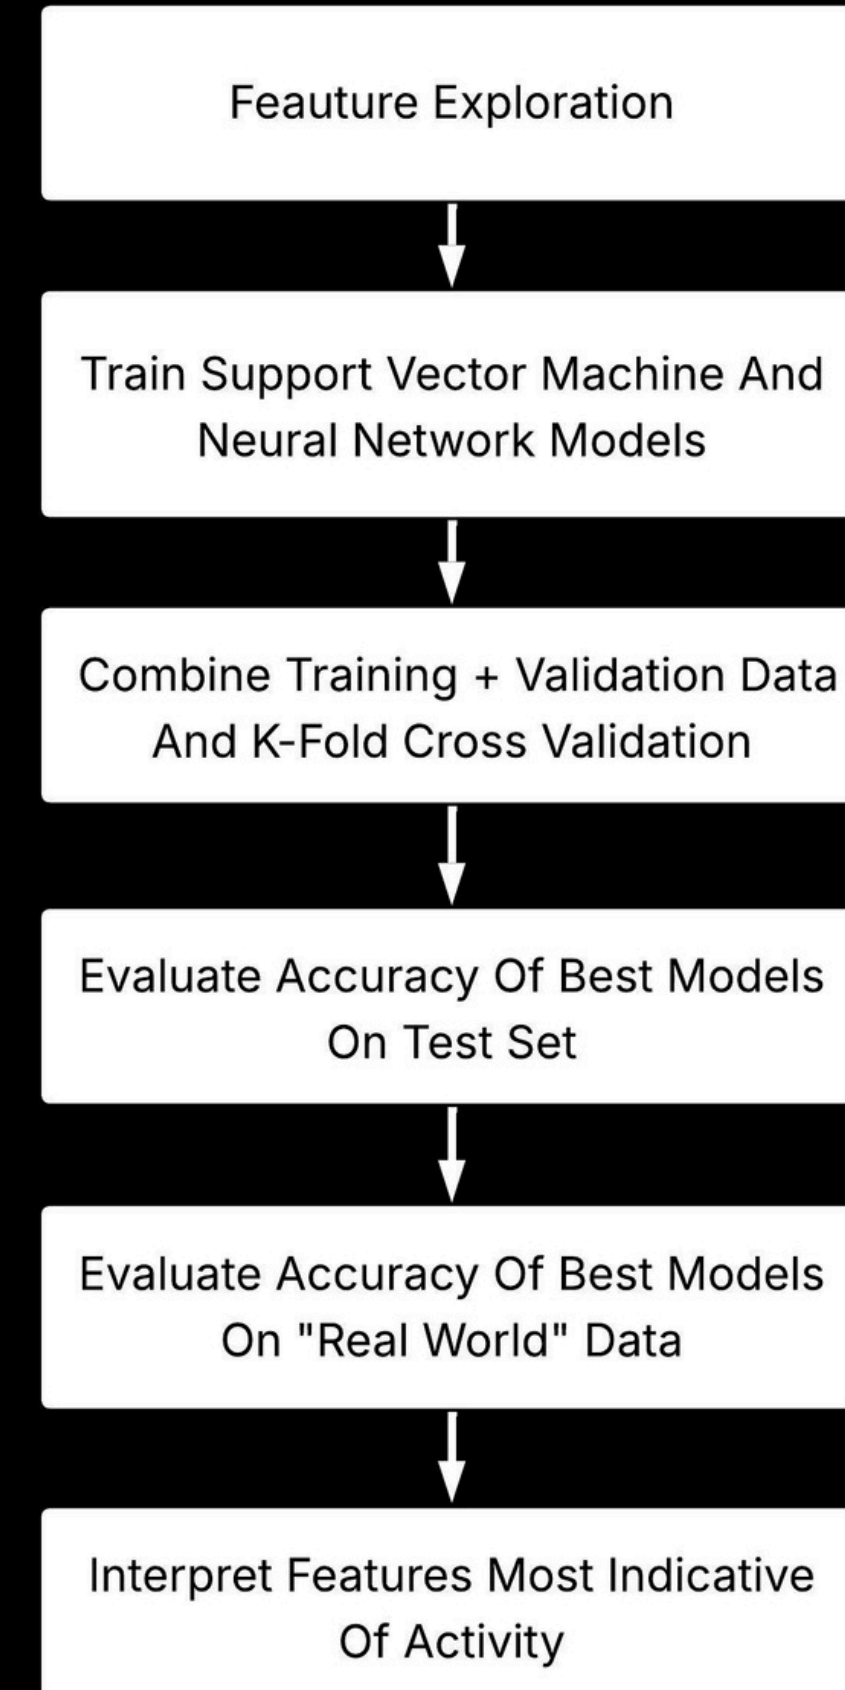 Feauture Exploration
Train Support Vector Machine And
Neural Network Models
Combine Training + Validation Data
And K-Fold Cross Validation
Evaluate Accuracy Of Best Models
On Test Set
Evaluate Accuracy Of Best Models
On "Real World" Data
Interpret Features Most Indicative
Of Activity